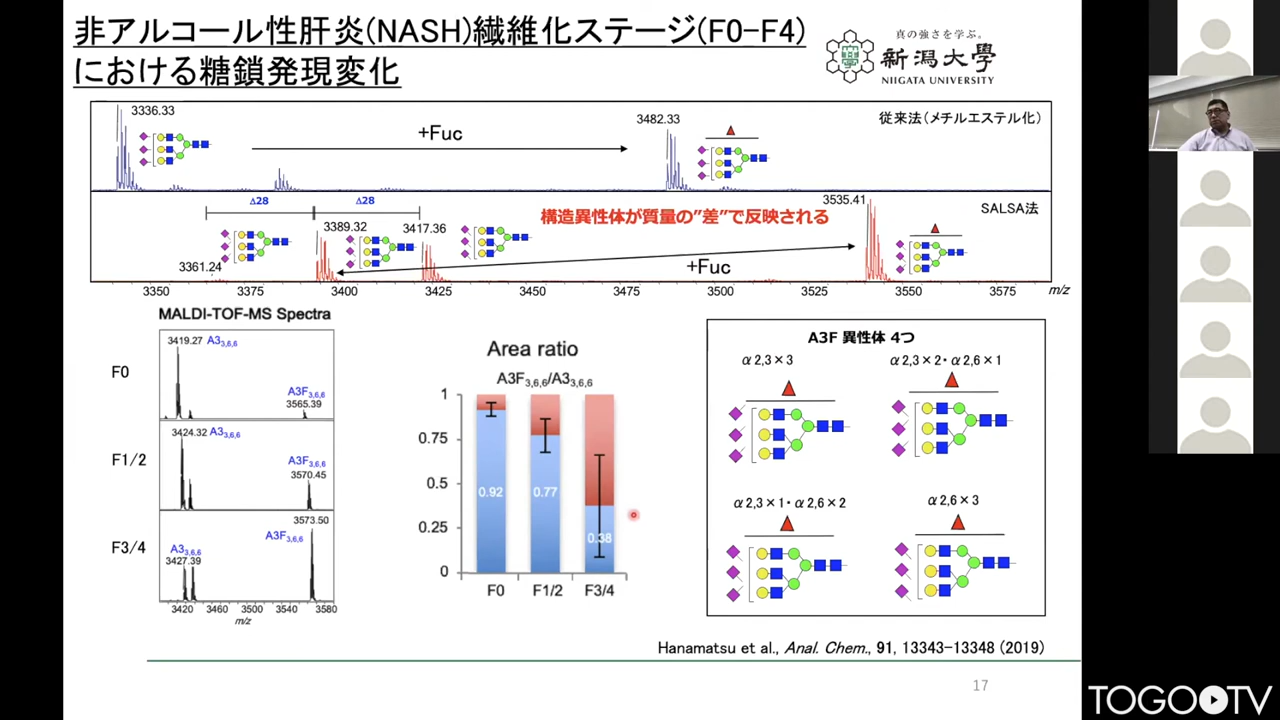 非アルコール性肝炎(NASH)繊維化ステージ(F0-F4)
における糖鎖発現変化
真の強さを学ぶ。
新潟大学
NIIGATA UNIVERSITY
3336.33
+Fuc
3482.33
従来法(メチルエステル化)
Δ28
Δ28
3361.24
3389.32
3417.36
構造異性体が質量の”差”で反映される
3535.41
SALSA法
+Fuc
3350 3375 3400 3425 3450 3475 3500 3525 3550 3575 m/z
MALDI-TOF-MS Spectra
F0
3419.27 A3₃,₆,₆
A3F₃,₆,₆
3565.39
F1/2
3424.32 A3₃,₆,₆
A3F₃,₆,₆
3570.45
F3/4
A3₃,₆,₆
3427.39
3573.50
A3F₃,₆,₆
3420 3460 3500 3540 3580
m/z
Area ratio
A3F₃,₆,₆/A3₃,₆,₆
1
0.75
0.5
0.25
0
0.92
0.77
0.38
F0 F1/2 F3/4
A3F 異性体 4つ
α2,3×3
α2,3×2・α2,6×1
α2,3×1・α2,6×2
α2,6×3
Hanamatsu et al., Anal. Chem., 91, 13343-13348 (2019)
17
TOGO TV